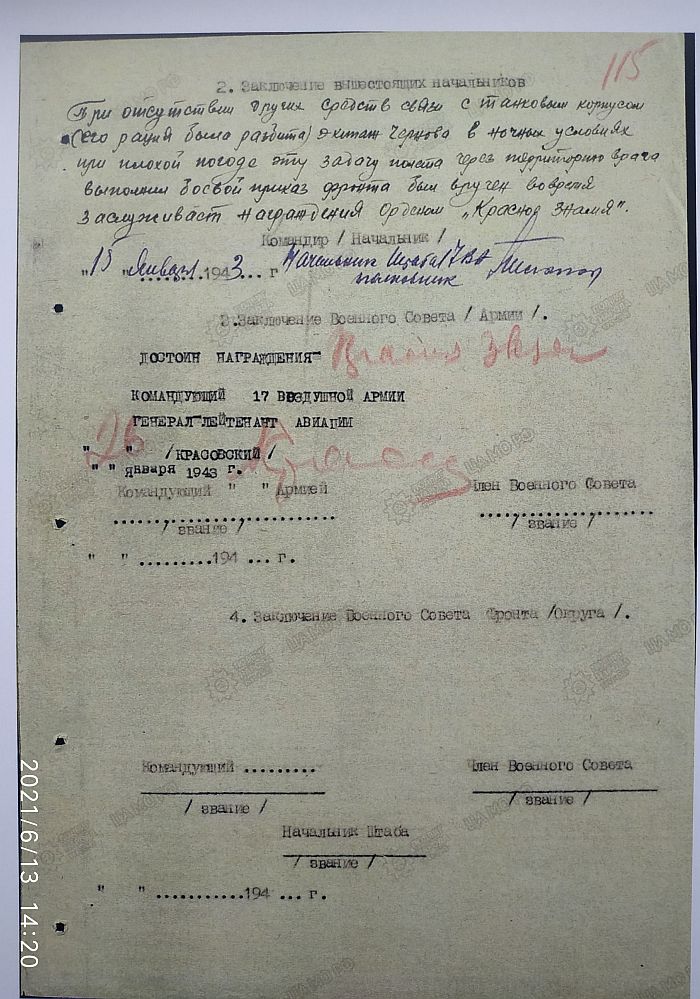 115
2. Заключение вышестоящих начальников
При отсутствии других средств связи с танковым корпусом
(его рация была разбита) экипаж Чернова в ночных условиях
при плохой погоде эту задачу полета через территорию врага
выполнил боевой приказ фронта был вручен вовремя
Заслуживает награждения Орденом „Красное Знамя".
Командир / Начальник /
"15" января 1943... г Начальник Штаба 17 ВА
полковник
3. Заключение Военного Совета / Армии /.
ДОСТОИН НАГРАЖДЕНИЯ
КОМАНДУЮЩИЙ 17 ВОЗДУШНОЙ АРМИИ
ГЕНЕРАЛ-ЛЕЙТЕНАНТ АВИАЦИИ
"26" /КРАСОВСКИЙ/
" " января 1943 г.
Командующий " " Армией Член Военного Совета
/ звание / / звание /
" " ..........194 ... г.
4. Заключение Военного Совета Фронта /Округа /.
Командующий .......... Член Военного Совета
/ звание / / звание /
Начальник Штаба
/ звание /
" " ............194 ... г.
2021/6/13 14:20